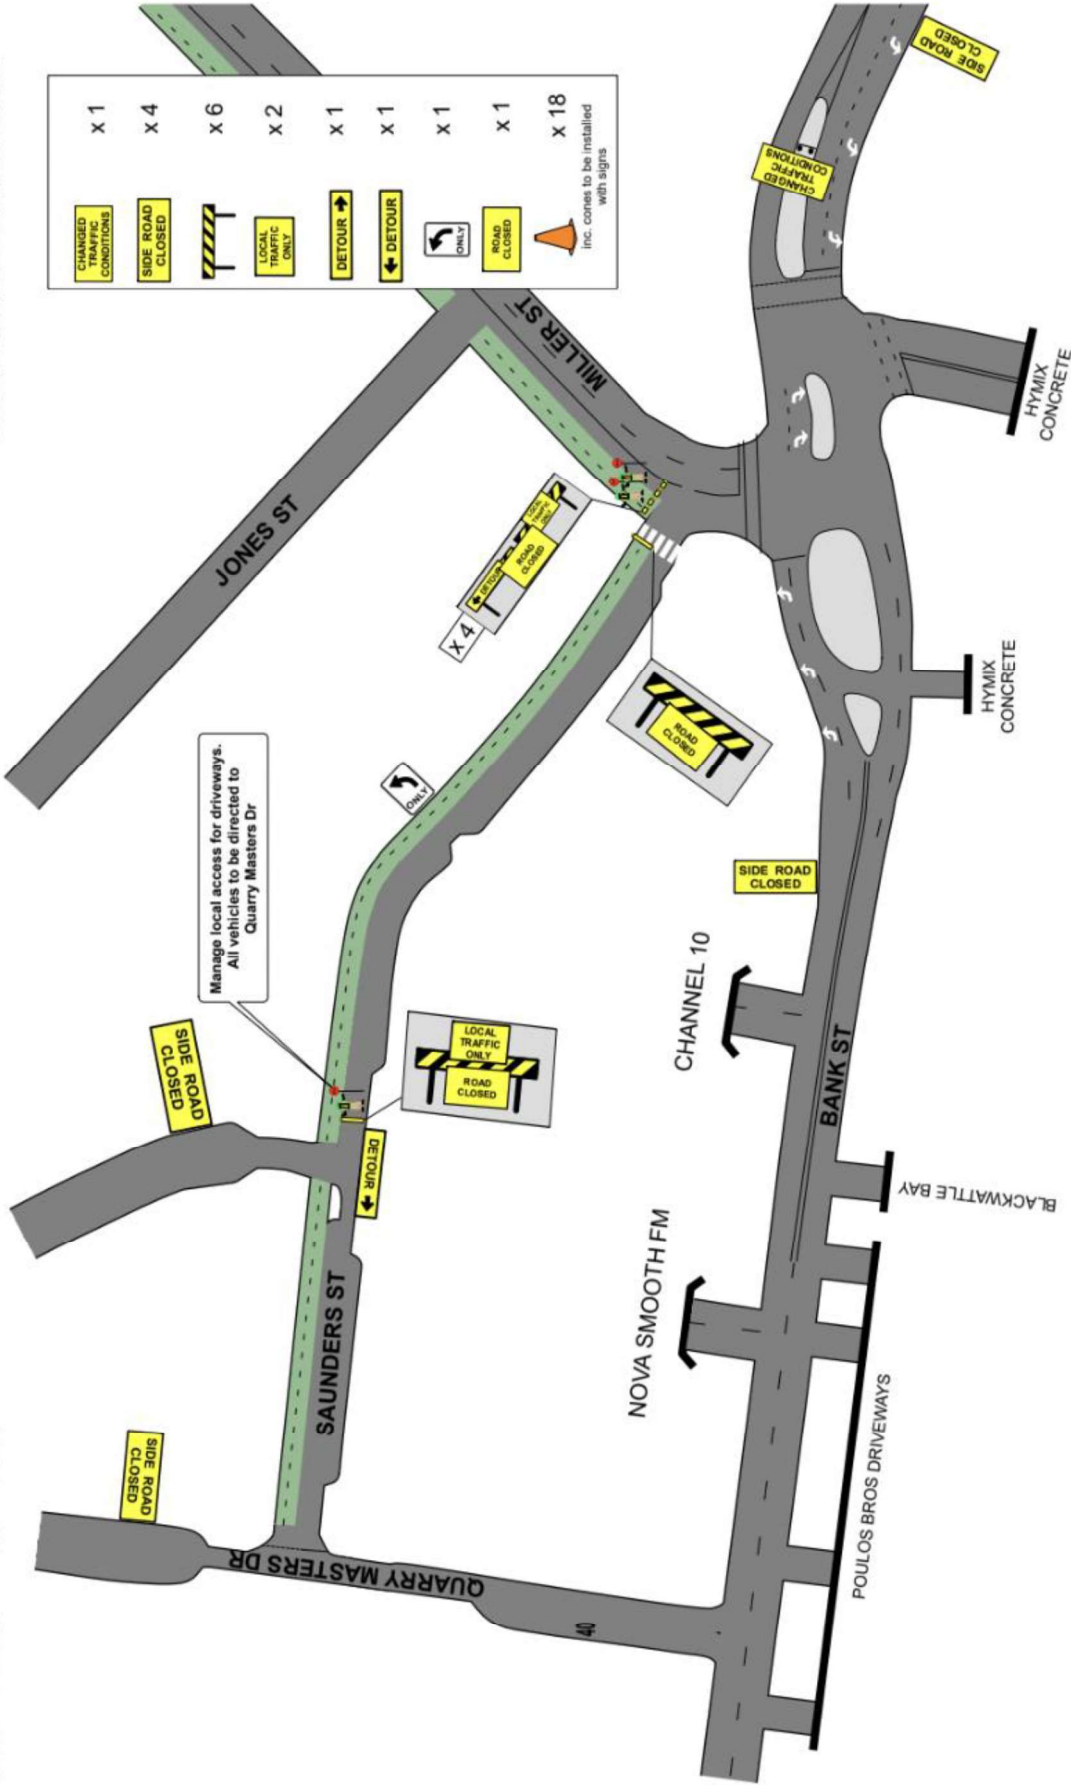 CHANGED
TRAFFIC
CONDITIONS
x 1
SIDE ROAD
CLOSED
x 4
x 6
LOCAL
TRAFFIC
ONLY
x 2
DETOUR
x 1
DETOUR
x 1
ONLY
x 1
ROAD
CLOSED
x 1
x 18
inc. cones to be installed
with signs
SIDE ROAD
CLOSED
CHANGED
TRAFFIC
CONDITIONS
MILLER ST
JONES ST
HYMIX
CONCRETE
DETOUR
ROAD
CLOSED
LOCAL
TRAFFIC
ONLY
x 4
HYMIX
CONCRETE
ROAD
CLOSED
ONLY
Manage local access for driveways.
All vehicles to be directed to
Quarry Masters Dr
SIDE ROAD
CLOSED
CHANNEL 10
SIDE ROAD
CLOSED
LOCAL
TRAFFIC
ONLY
ROAD
CLOSED
DETOUR
BANK ST
BLACKWATTLE BAY
NOVA SMOOTH FM
SAUNDERS ST
POULOS BROS DRIVEWAYS
SIDE ROAD
CLOSED
QUARRY MASTERS DR
40